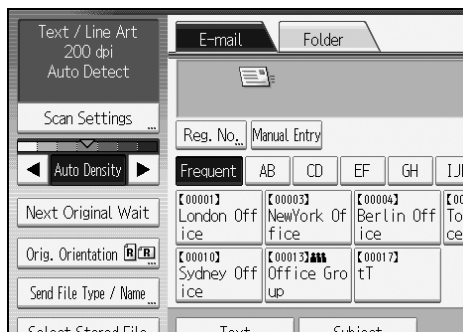 Text / Line Art
200 dpi
Auto Detect
Scan Settings
Auto Density
Next Original Wait
Orig. Orientation R R
Send File Type / Name
Select Stored File
E-mail
Folder
Reg. No.
Manual Entry
Frequent
AB
CD
EF
GH
【00001】
London Off
ice
【00003】
NewYork Of
fice
【00004】
Berlin Off
ice
【00010】
Sydney Off
ice
【00013】
Office Gro
up
【00017】
tT
Text
Subject